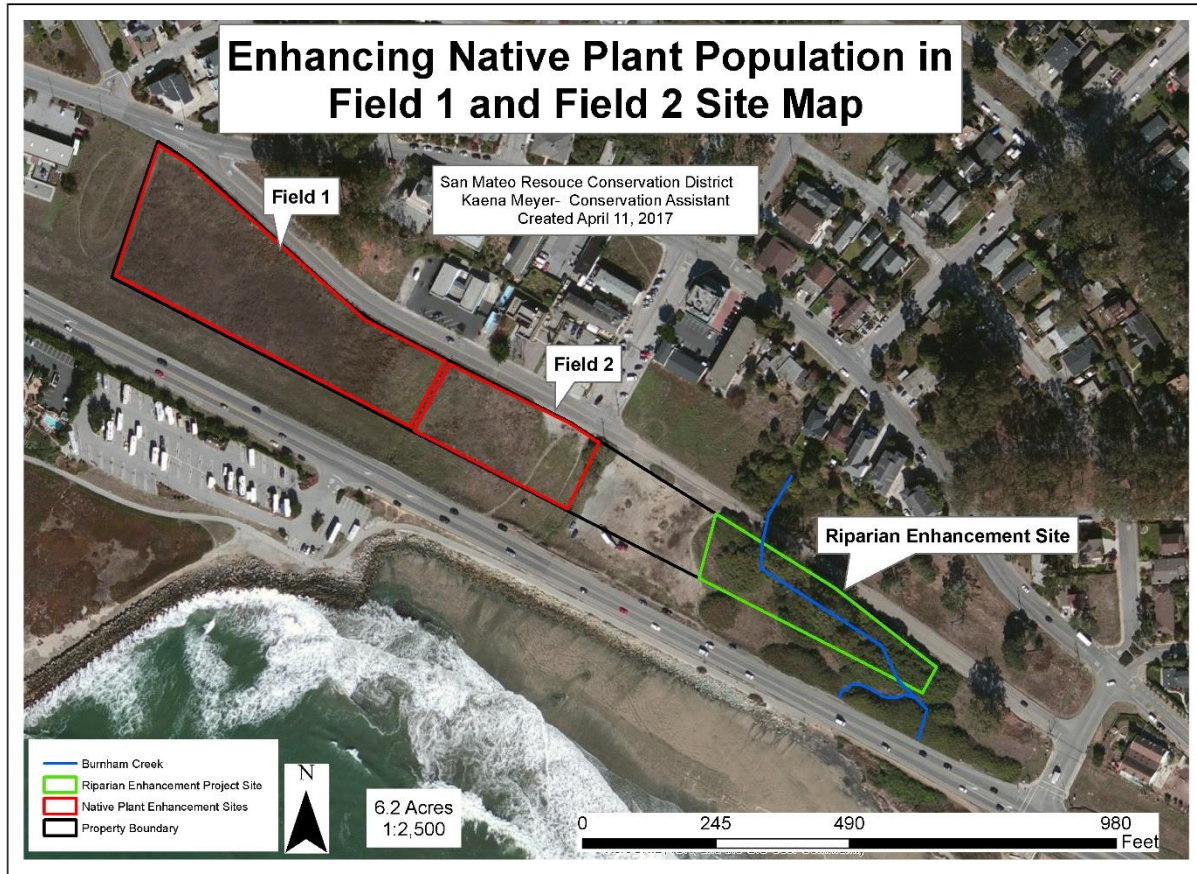 Enhancing Native Plant Population in
Field 1 and Field 2 Site Map
San Mateo Resouce Conservation District
Kaena Meyer- Conservation Assistant
Created April 11, 2017
Field 1
Field 2
Riparian Enhancement Site
Burnham Creek
Riparian Enhancement Project Site
Native Plant Enhancement Sites
Property Boundary
N
6.2 Acres
1:2,500
0 245 490 980
Feet